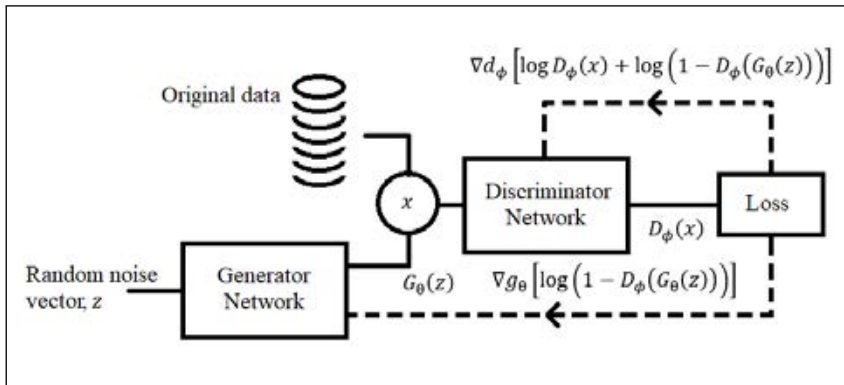 ∇d_ϕ [log D_ϕ(x) + log (1 − D_ϕ(G_θ(z)))]
Original data
x
Discriminator
Network
Loss
D_ϕ(x)
Random noise
vector, z
Generator
Network
G_θ(z)
∇g_θ [log (1 − D_ϕ(G_θ(z)))]